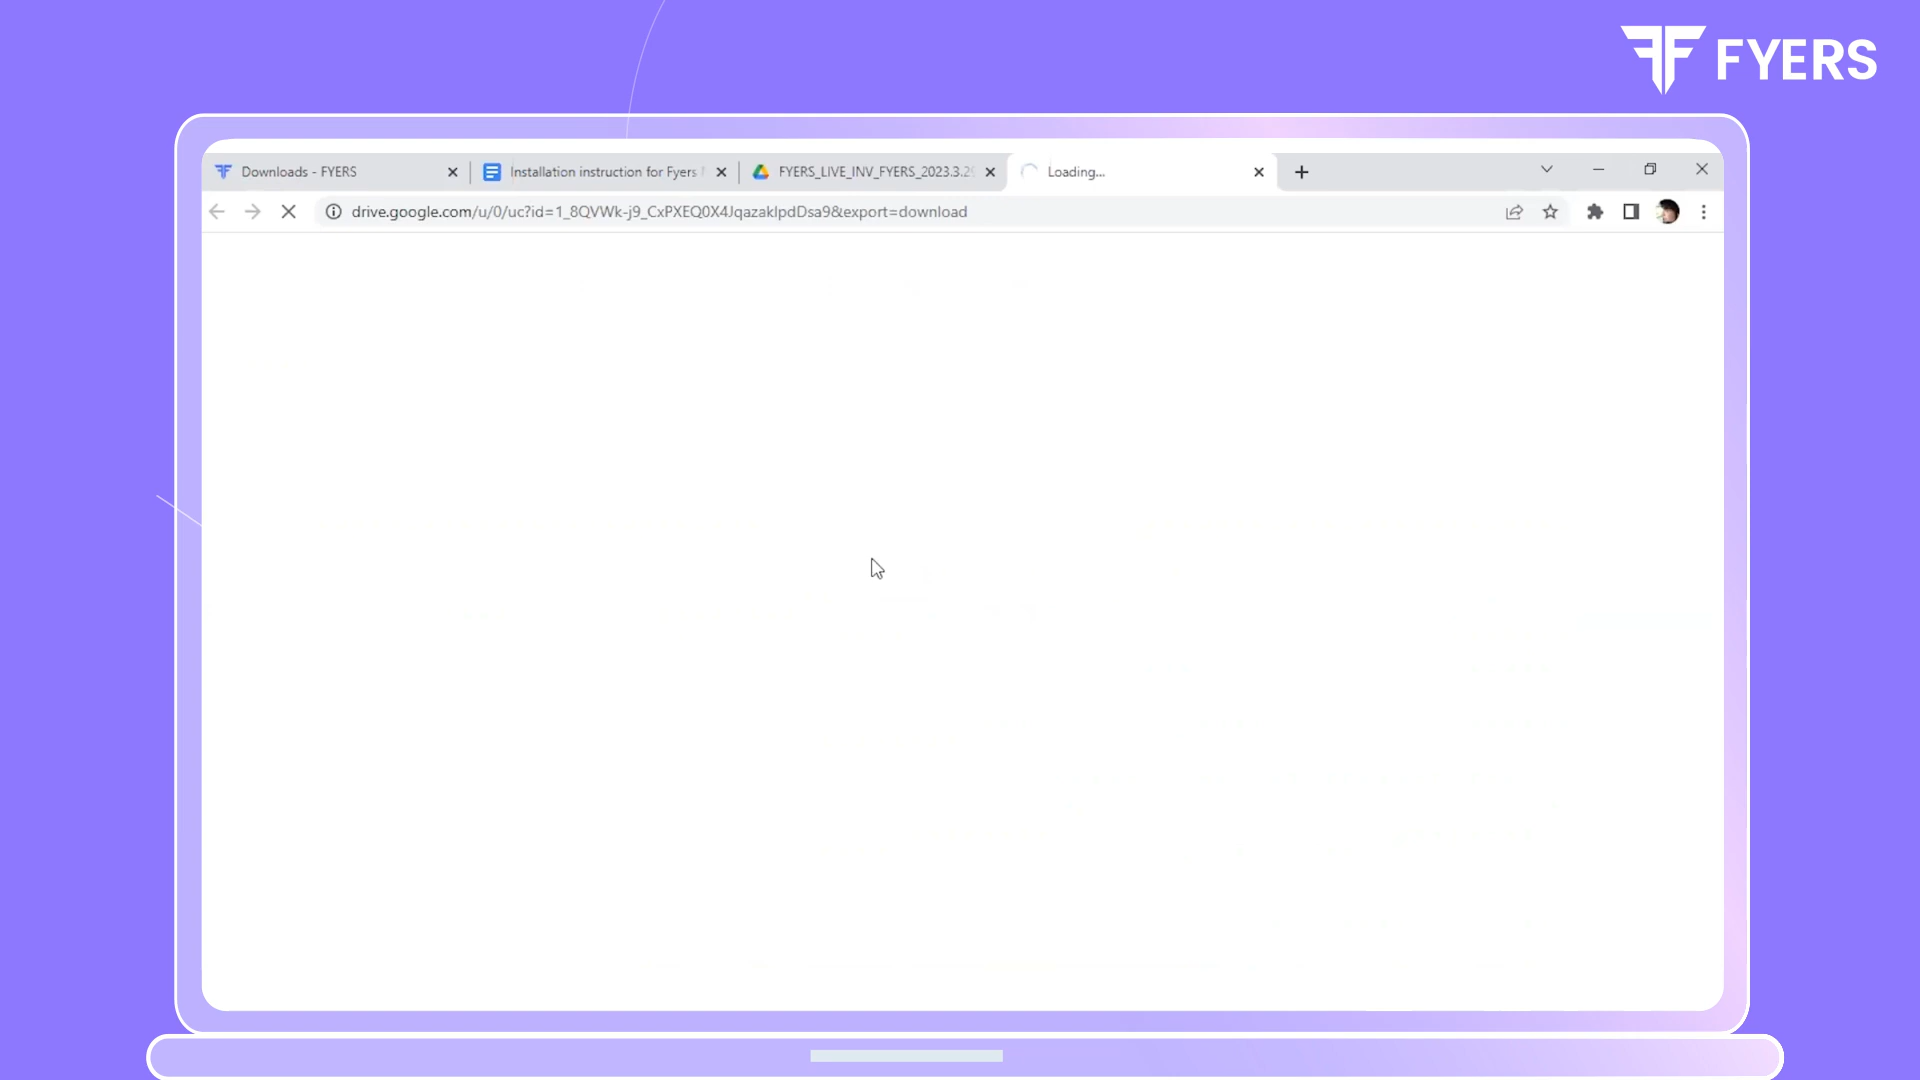 FYERS
Downloads - FYERS
Installation instruction for Fyers
FYERS_LIVE_INV_FYERS_2023.3.29
Loading...
drive.google.com/u/0/uc?id=1_8QVWk-j9_CxPXEQ0X4JqazaklpdDsa9&export=download